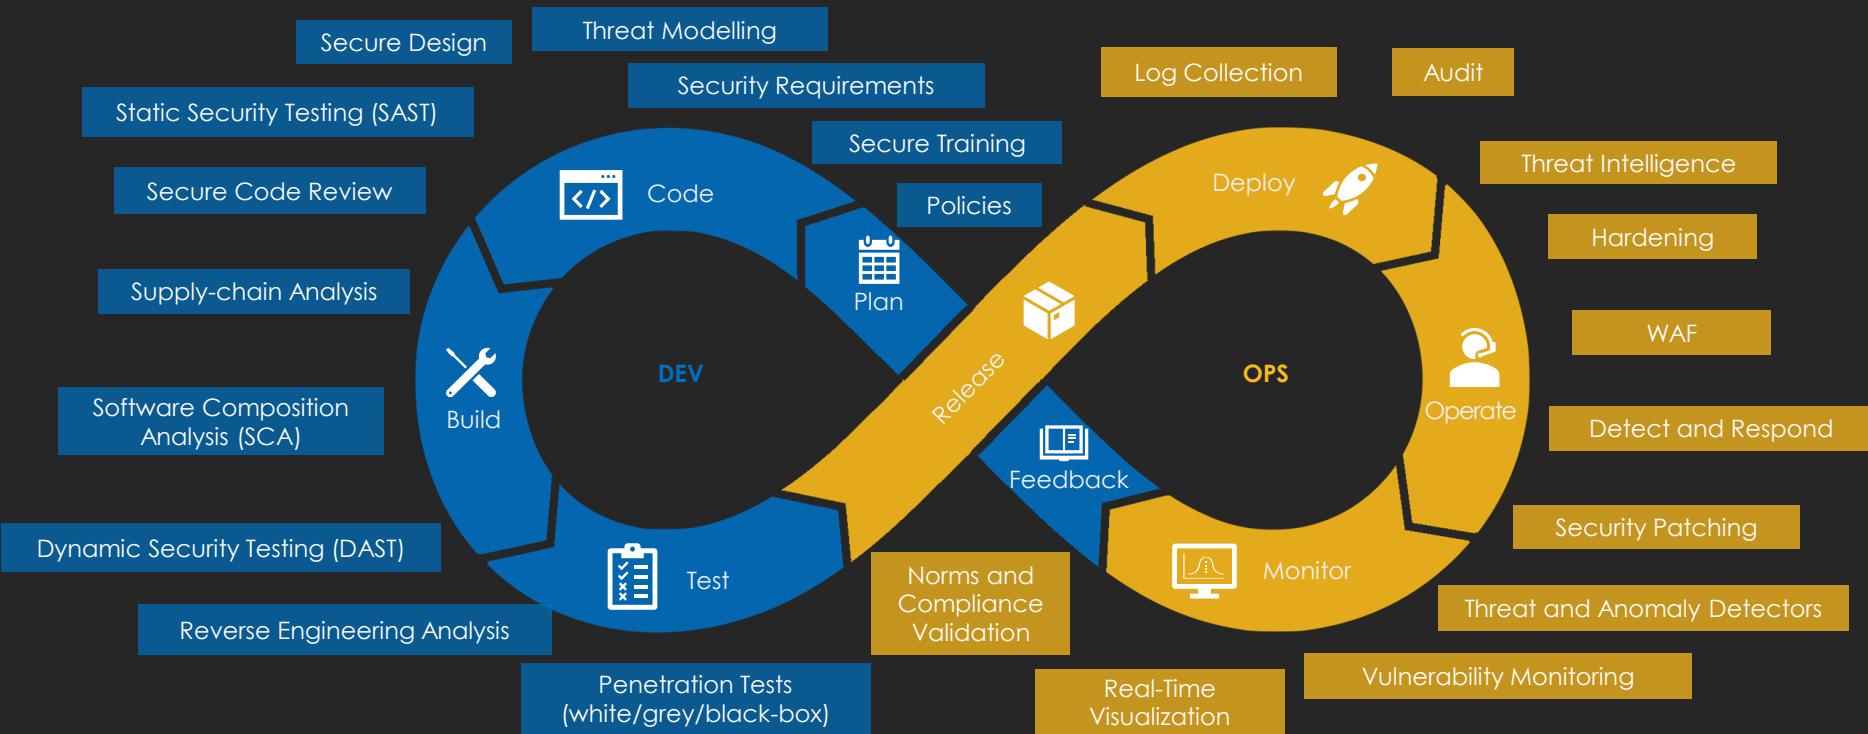 Threat Modelling
Secure Design
Security Requirements
Log Collection
Audit
Static Security Testing (SAST)
Secure Training
Threat Intelligence
Secure Code Review
Code
Policies
Deploy
Hardening
Supply-chain Analysis
Plan
WAF
DEV
Release
OPS
Build
Operate
Software Composition
Analysis (SCA)
Detect and Respond
Feedback
Dynamic Security Testing (DAST)
Security Patching
Test
Norms and
Compliance
Validation
Monitor
Threat and Anomaly Detectors
Reverse Engineering Analysis
Penetration Tests
(white/grey/black-box)
Real-Time
Visualization
Vulnerability Monitoring